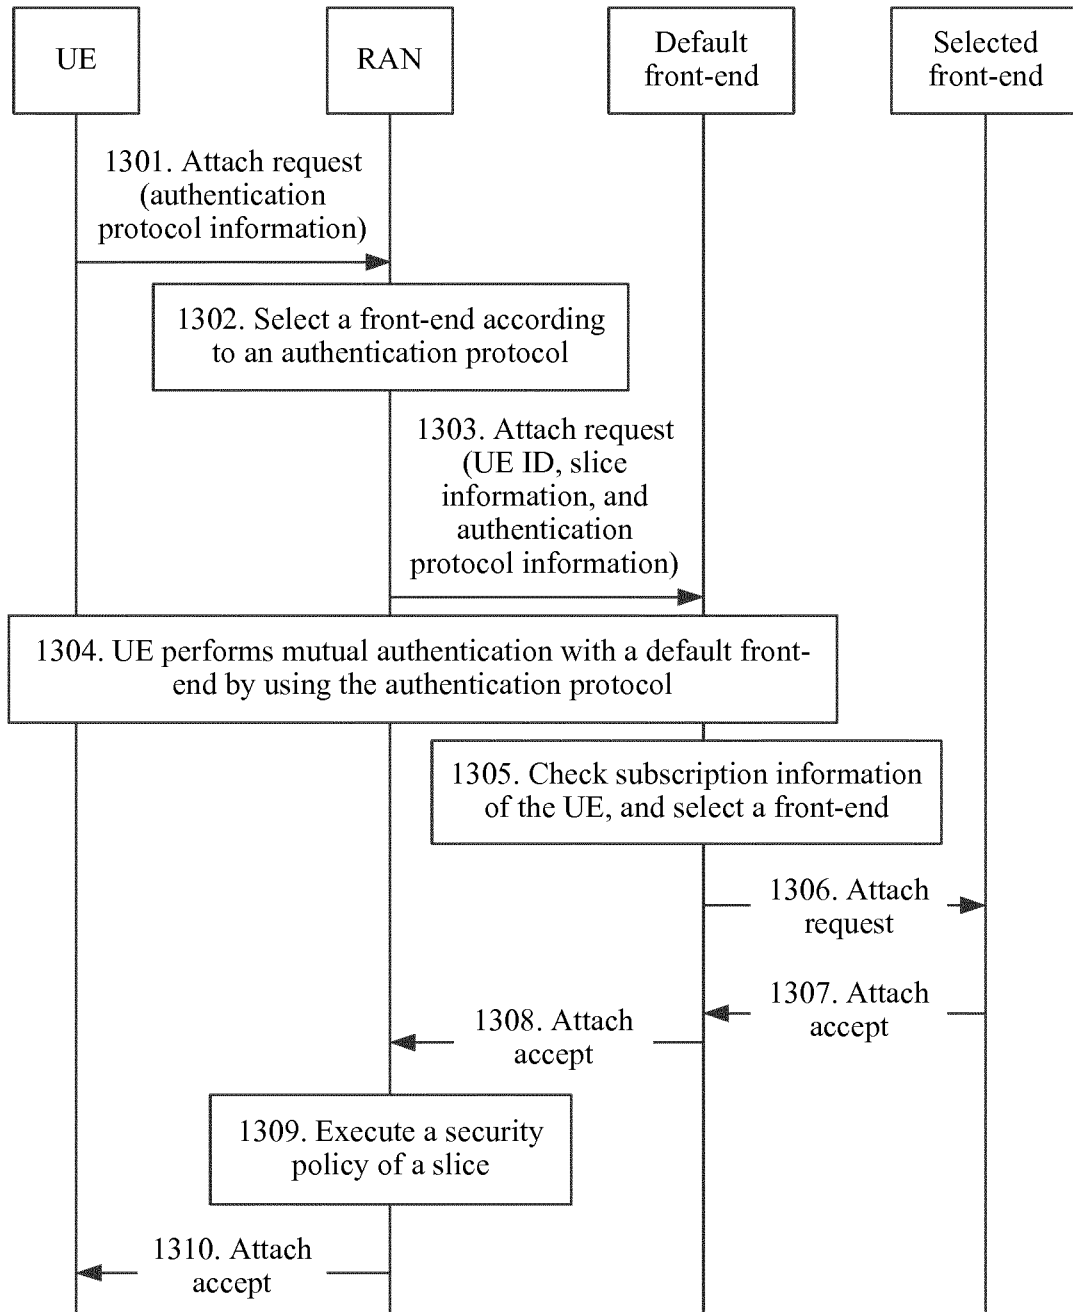 UE
RAN
Default
front-end
Selected
front-end
1301. Attach request
(authentication
protocol information)
1302. Select a front-end according
to an authentication protocol
1303. Attach request
(UE ID, slice
information, and
authentication
protocol information)
1304. UE performs mutual authentication with a default front-
end by using the authentication protocol
1305. Check subscription information
of the UE, and select a front-end
1306. Attach
request
1307. Attach
accept
1308. Attach
accept
1309. Execute a security
policy of a slice
1310. Attach
accept